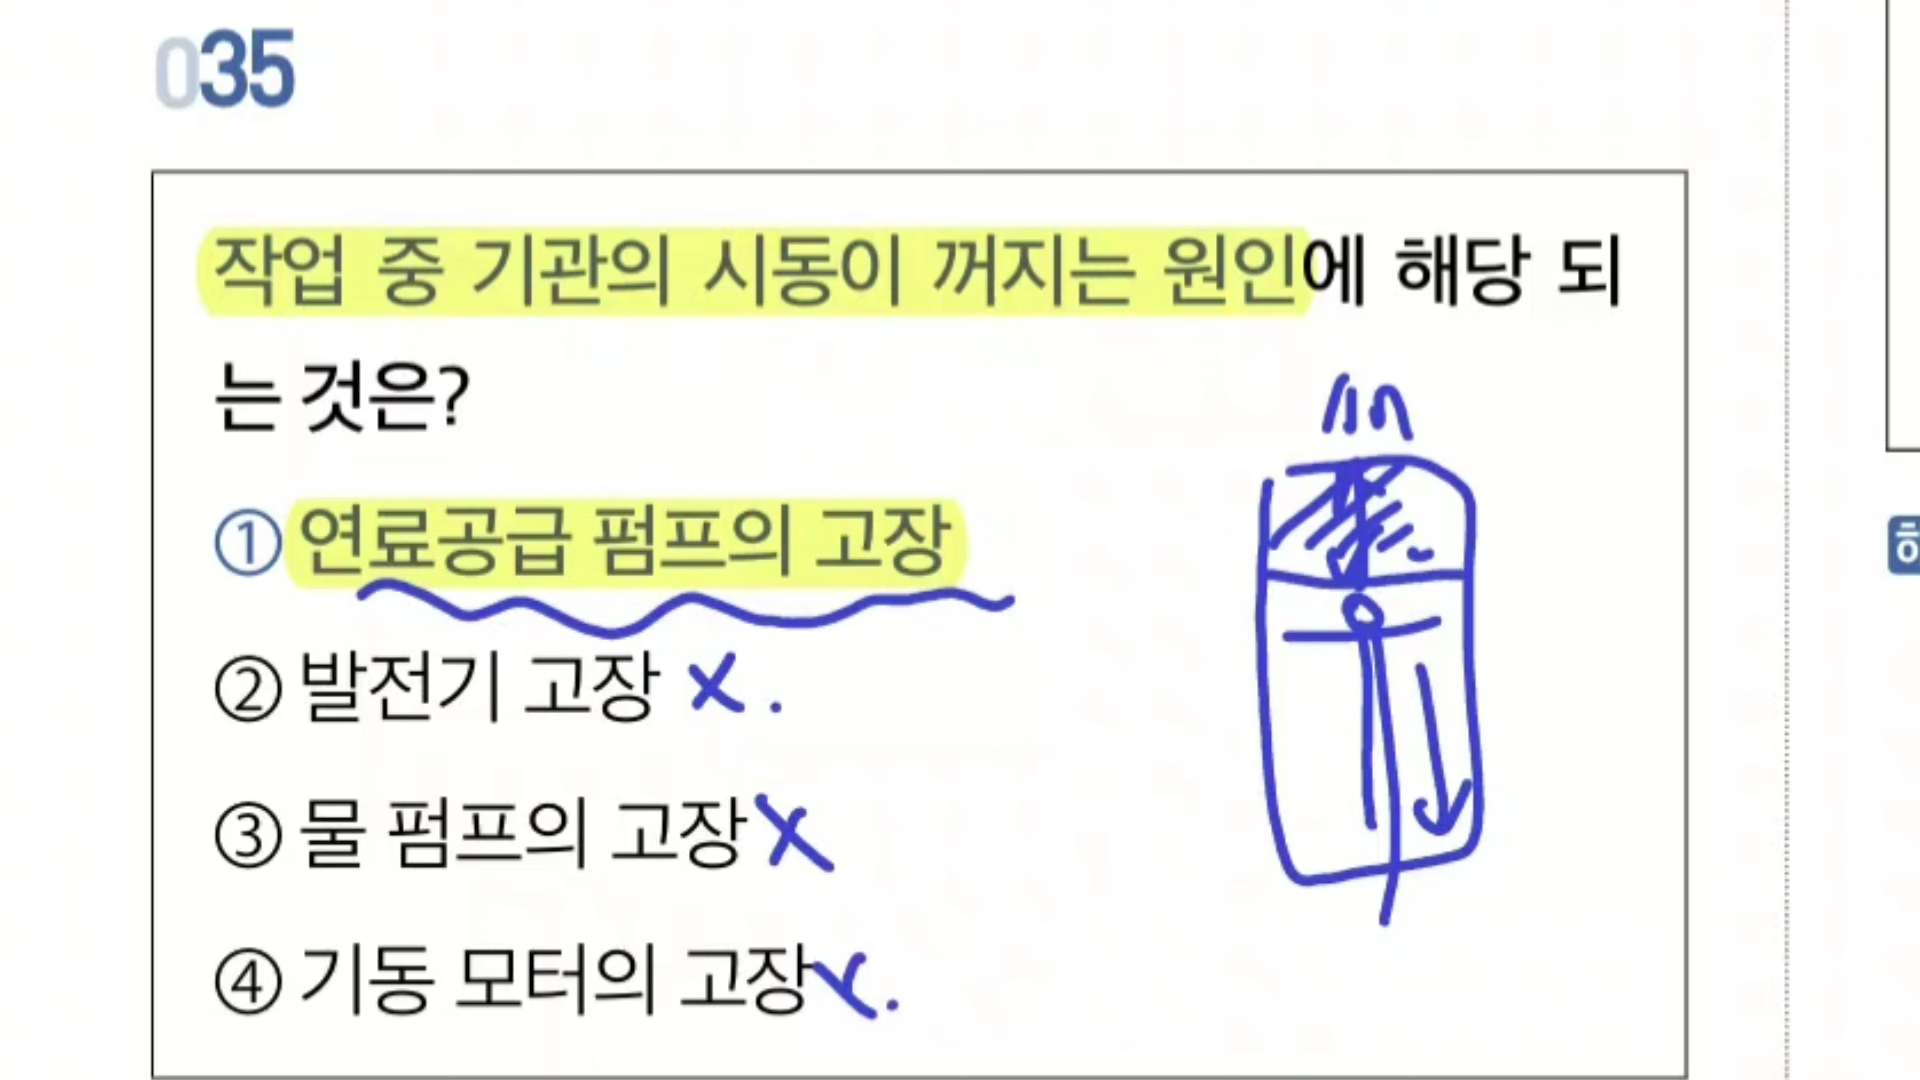 035
작업 중 기관의 시동이 꺼지는 원인에 해당 되
는 것은?
① 연료공급 펌프의 고장
② 발전기 고장 x.
③ 물 펌프의 고장 x
④ 기동 모터의 고장 x.